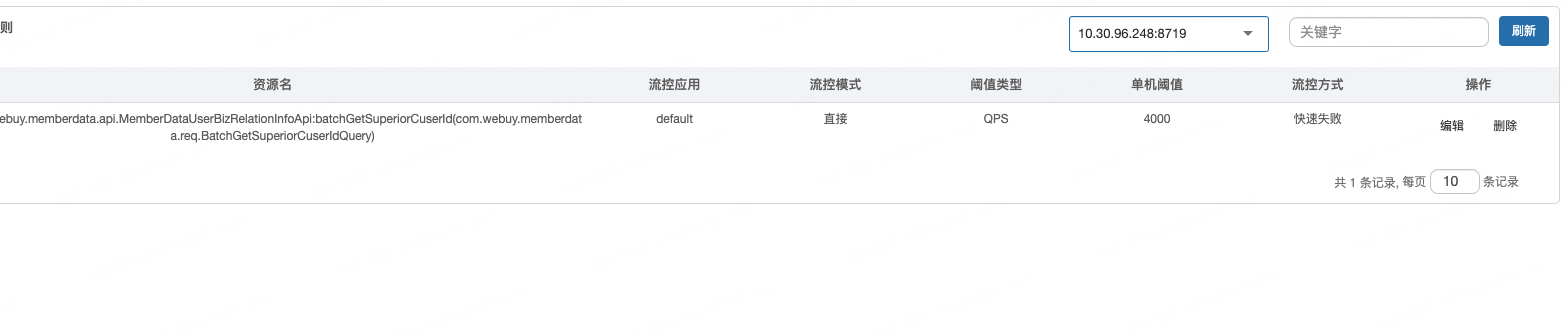 则
10.30.96.248:8719
关键字
刷新
资源名 流控应用 流控模式 阈值类型 单机阈值 流控方式 操作
ebuy.memberdata.api.MemberDataUserBizRelationInfoApi:batchGetSuperiorCuserId(com.webuy.memberdat
a.req.BatchGetSuperiorCuserIdQuery)
default 直接 QPS 4000 快速失败 编辑 删除
共 1 条记录, 每页 10 条记录